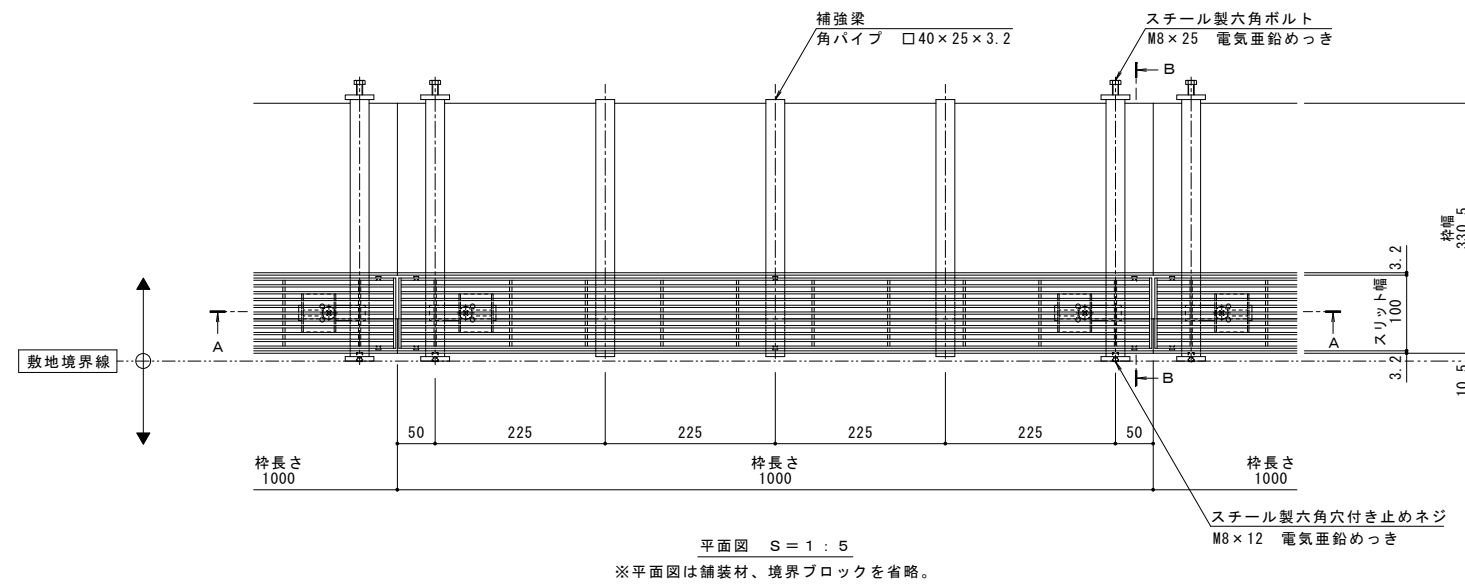 補強梁
角パイプ　□40×25×3.2
スチール製六角ボルト
M8×25　電気亜鉛めっき
B
枠幅
330.5
3.2
スリット幅
100
3.2
10.5
A
A
敷地境界線
B
50
225
225
225
225
50
枠長さ
1000
枠長さ
1000
枠長さ
1000
スチール製六角穴付き止めネジ
M8×12　電気亜鉛めっき
平面図　S＝1：5
※平面図は舗装材、境界ブロックを省略。